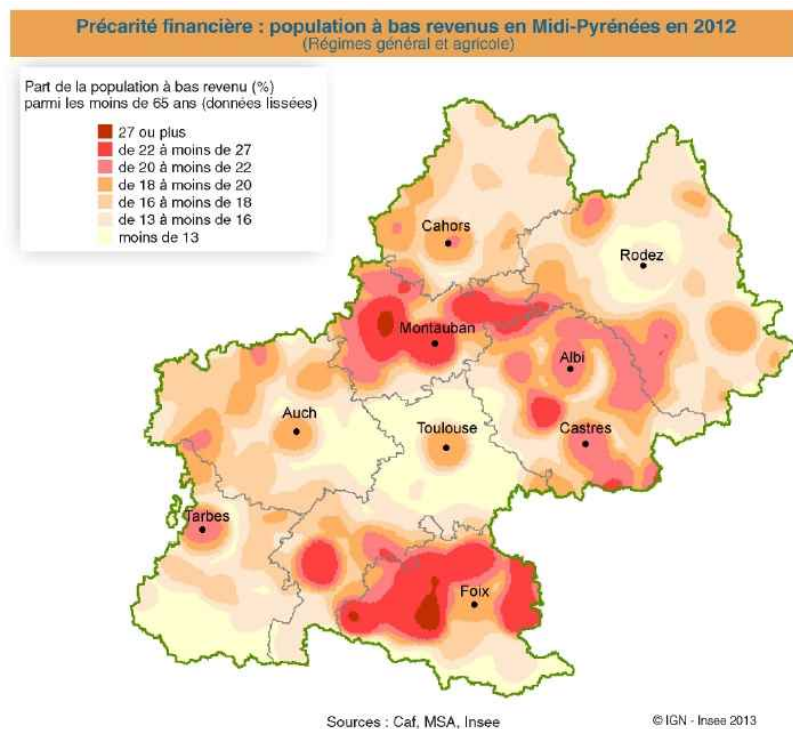 Précarité financière : population à bas revenus en Midi-Pyrénées en 2012
(Régimes général et agricole)
Part de la population à bas revenu (%)
parmi les moins de 65 ans (données lissées)
27 ou plus
de 22 à moins de 27
de 20 à moins de 22
de 18 à moins de 20
de 16 à moins de 18
de 13 à moins de 16
moins de 13
Cahors
Rodez
Montauban
Albi
Auch
Toulouse
Castres
Tarbes
Foix
Sources : Caf, MSA, Insee
© IGN - Insee 2013